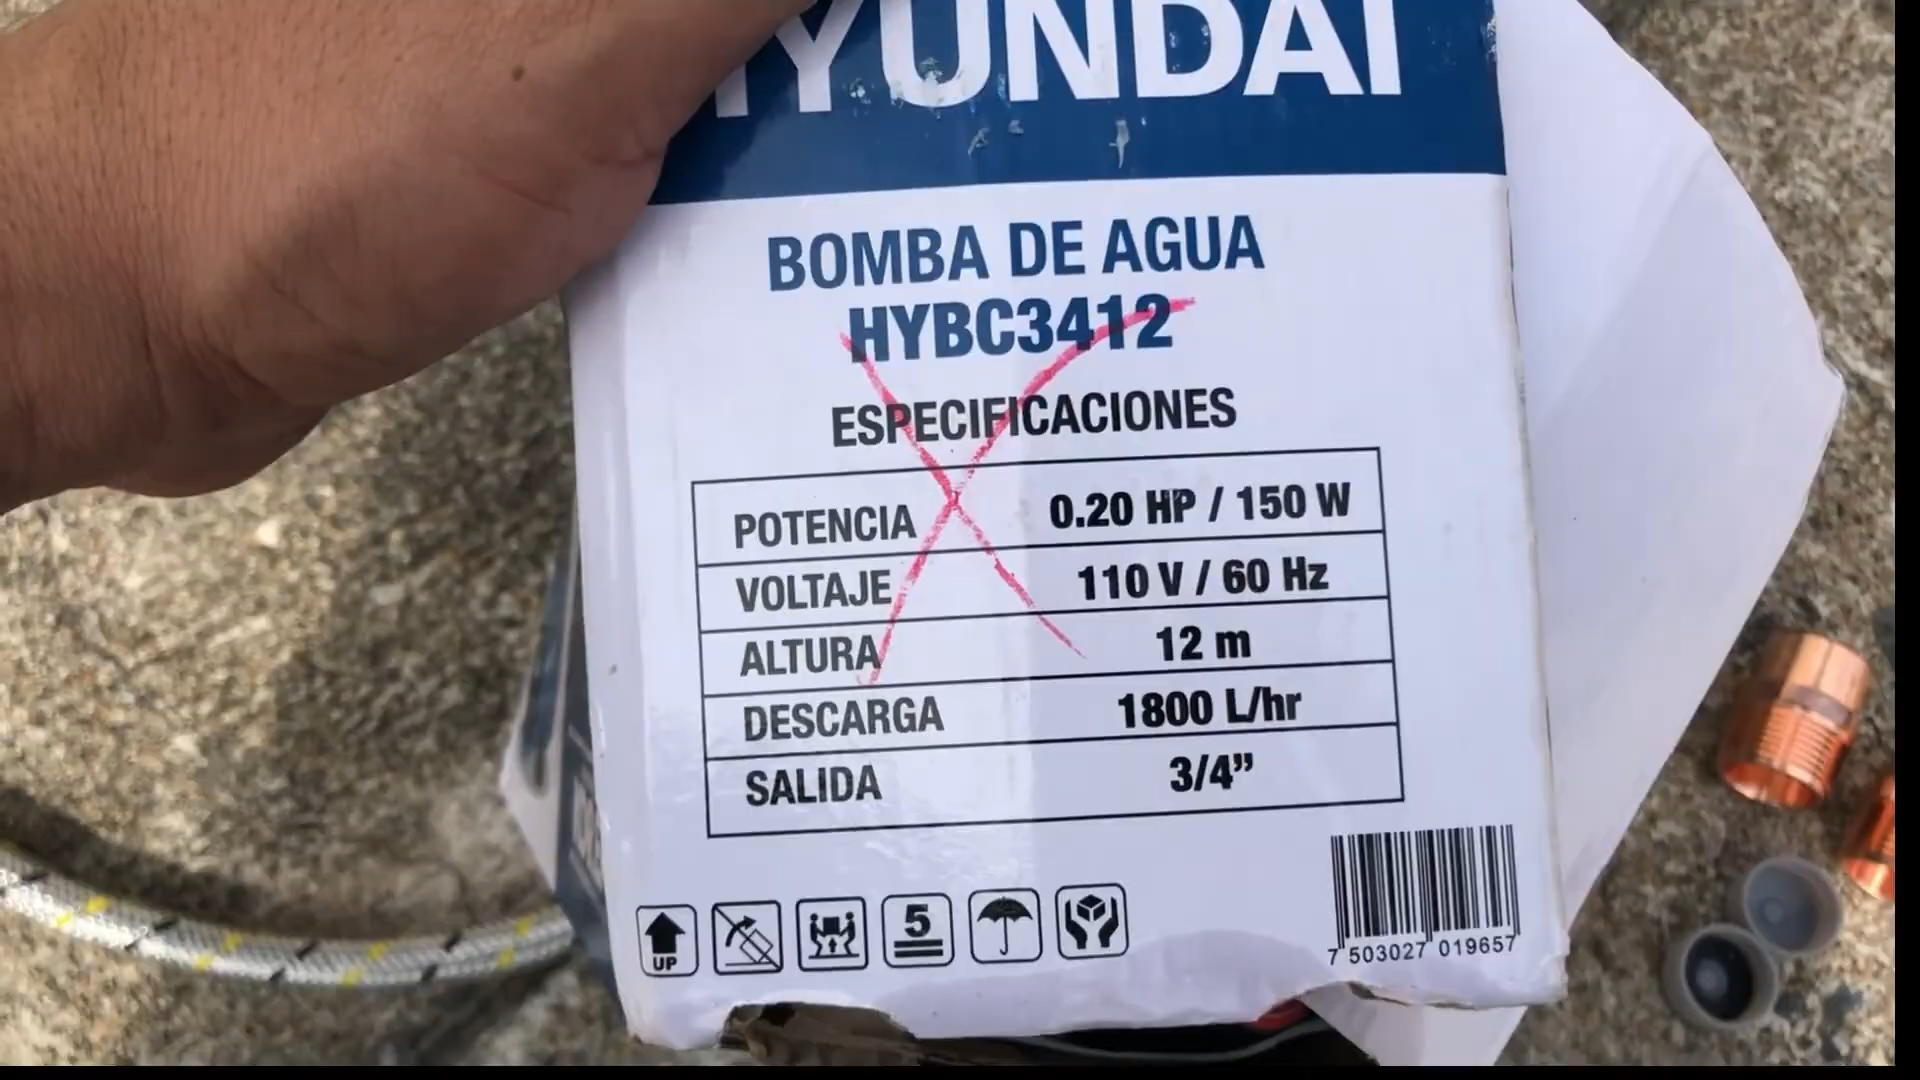 HYUNDAI
BOMBA DE AGUA
HYBC3412
ESPECIFICACIONES
POTENCIA 0.20 HP / 150 W
VOLTAJE 110 V / 60 Hz
ALTURA 12 m
DESCARGA 1800 L/hr
SALIDA 3/4”
UP
5
7 503027 019657